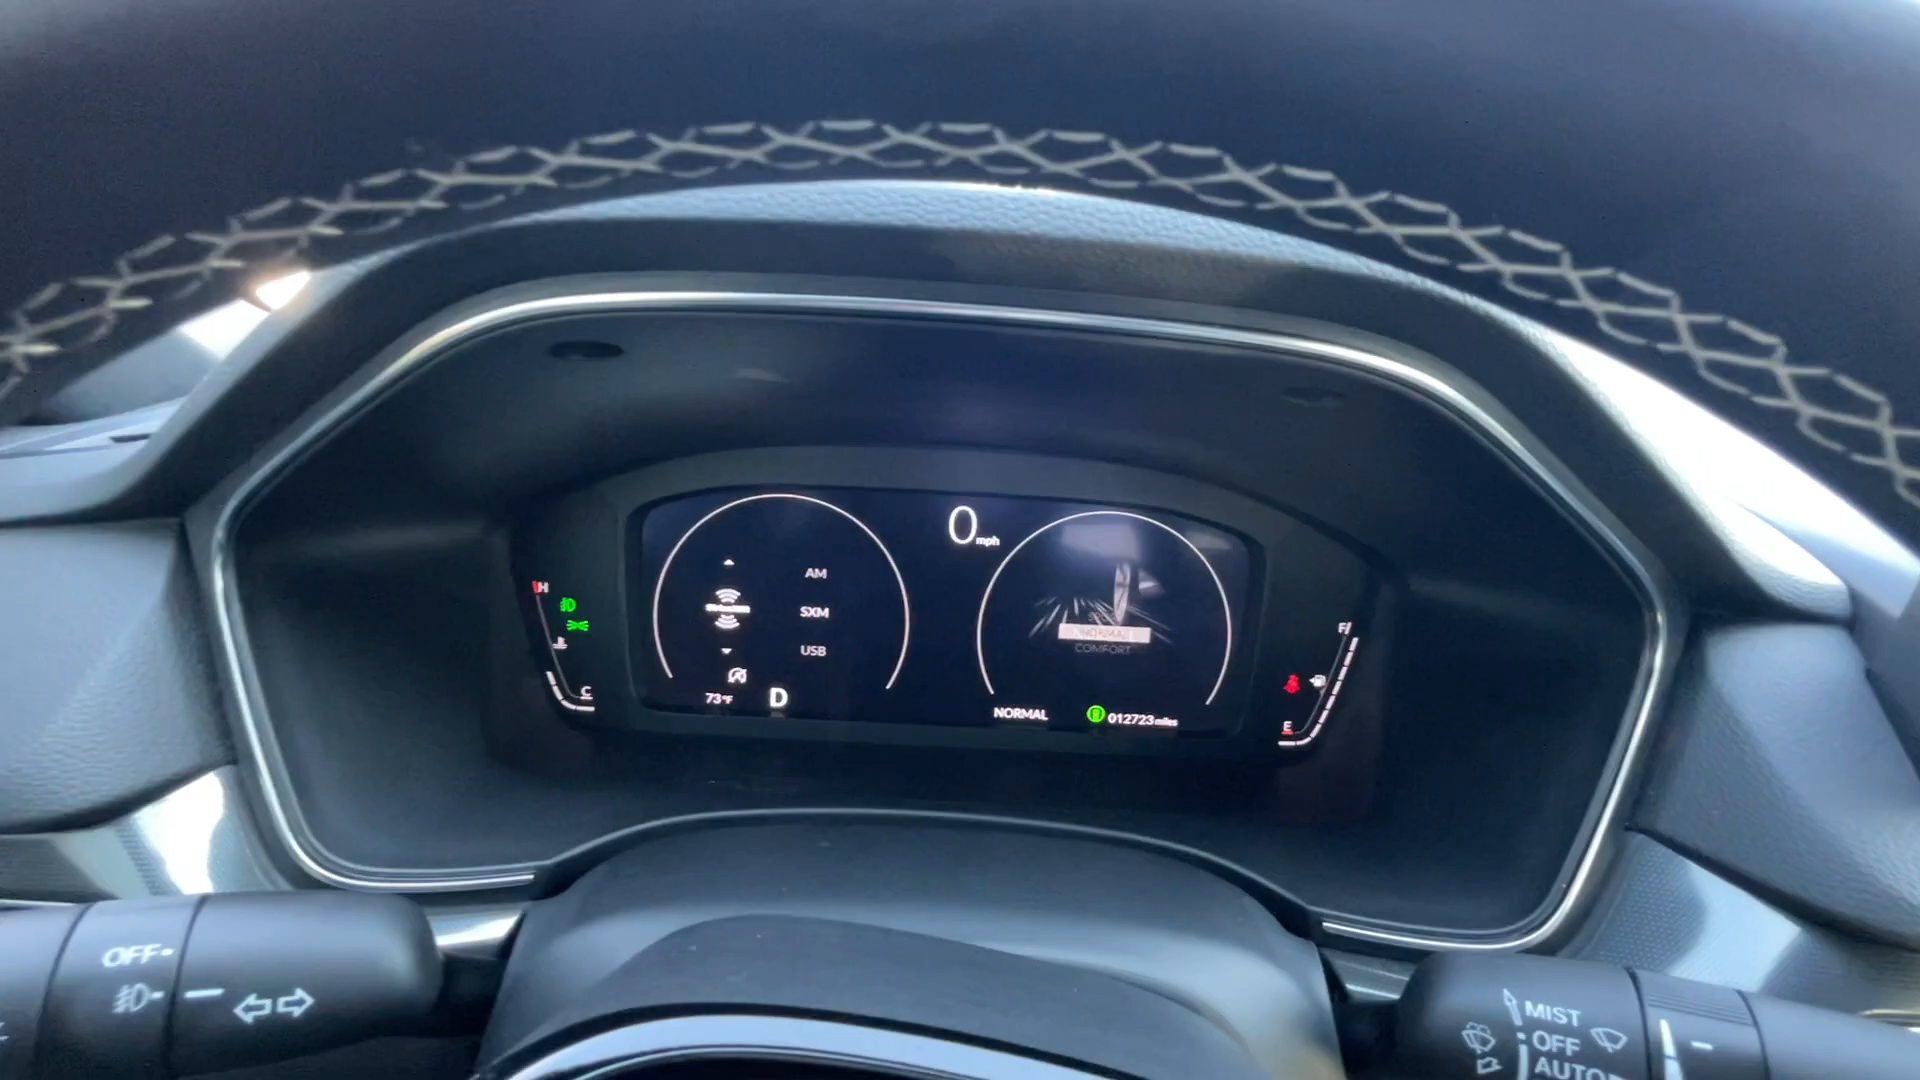 0 mph
H
AM
SXM
USB
C
73°F
D
NORMAL
COMFORT
NORMAL
012723 miles
F
E
OFF
MIST
OFF
AUTO